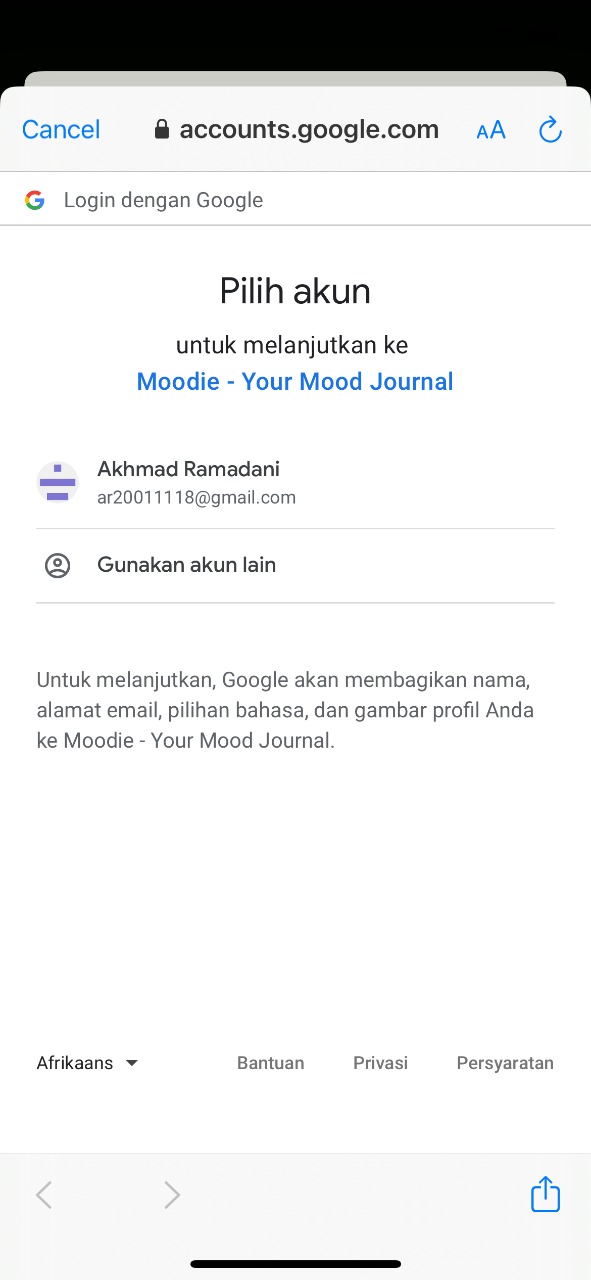 Cancel
accounts.google.com
AA
Login dengan Google
Pilih akun
untuk melanjutkan ke
Moodie - Your Mood Journal
Akhmad Ramadani
ar20011118@gmail.com
Gunakan akun lain
Untuk melanjutkan, Google akan membagikan nama,
alamat email, pilihan bahasa, dan gambar profil Anda
ke Moodie - Your Mood Journal.
Afrikaans
Bantuan
Privasi
Persyaratan